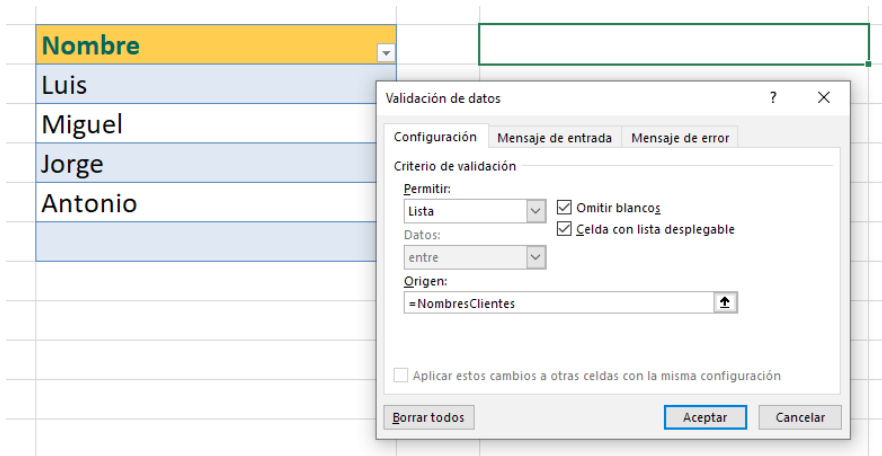 Nombre
Luis
Miguel
Jorge
Antonio
Validación de datos
?
Configuración
Mensaje de entrada
Mensaje de error
Criterio de validación
Permitir:
Lista
Omitir blancos
Datos:
Celda con lista desplegable
entre
Origen:
=NombresClientes
Aplicar estos cambios a otras celdas con la misma configuración
Borrar todos
Aceptar
Cancelar